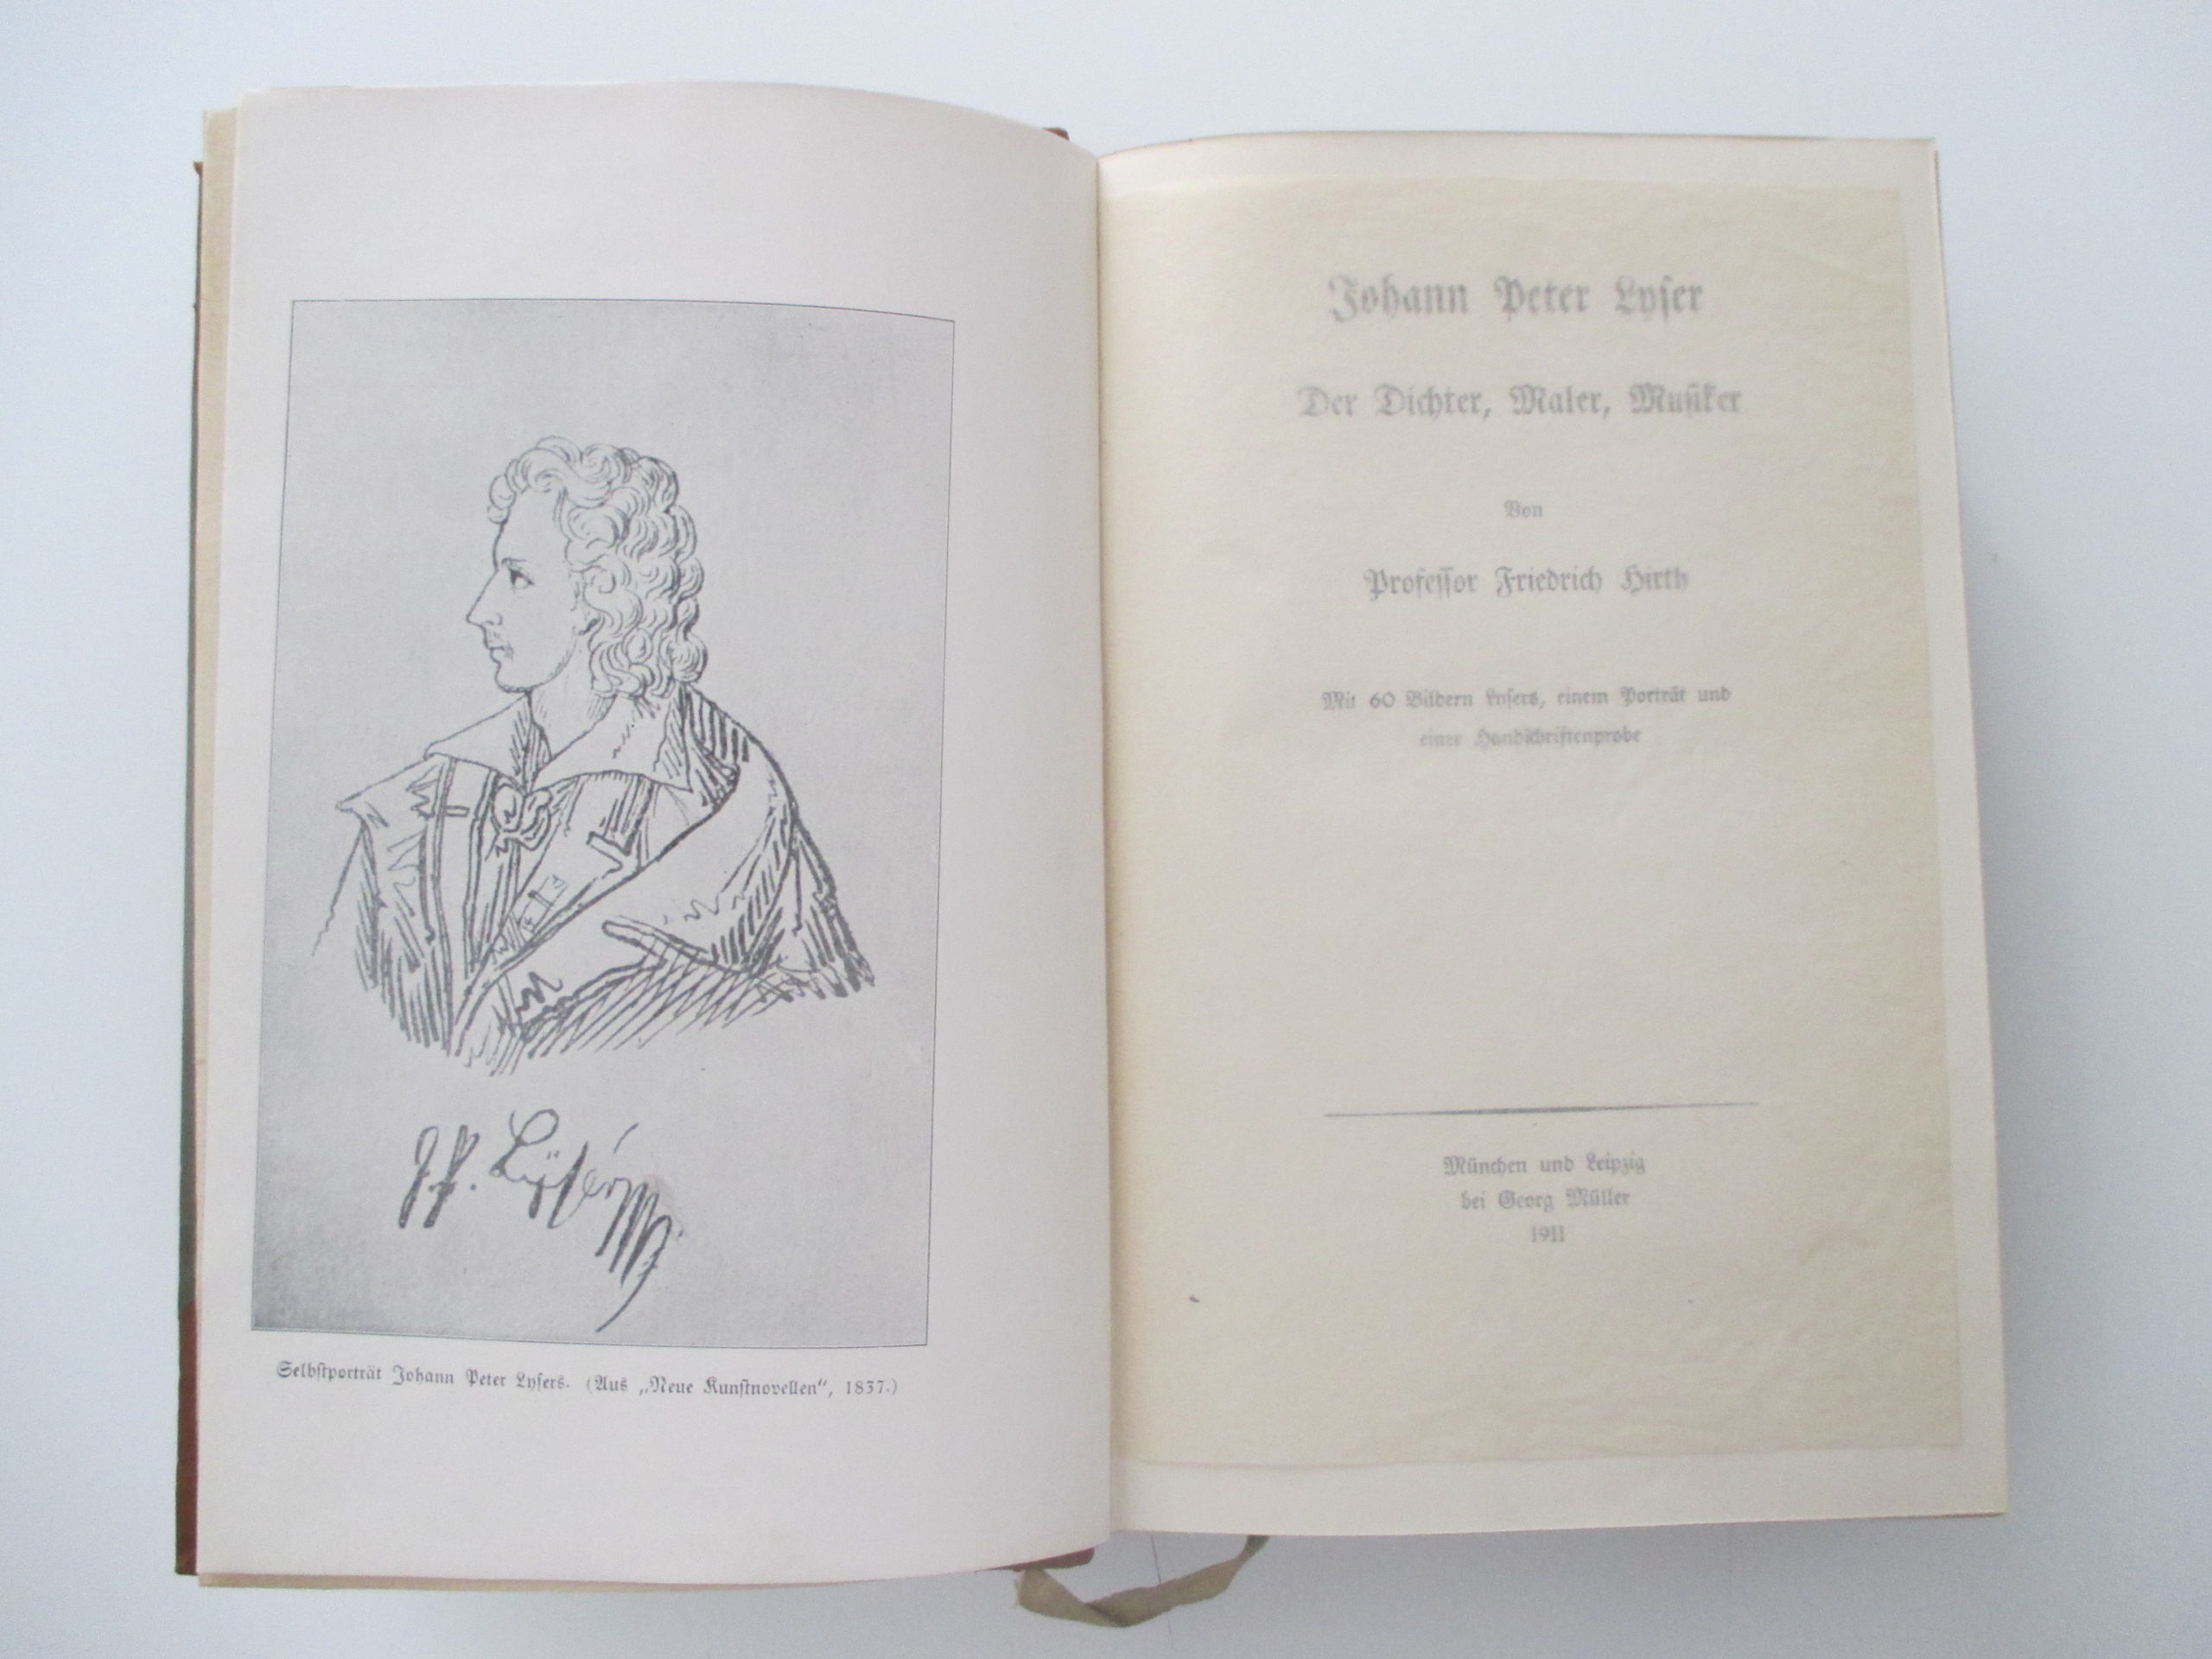 J. P. Lÿser
Selbſtporträt Johann Peter Lyſers. (Aus „Neue Kunſtnovellen“, 1837.)
Johann Peter Lyſer
Der Dichter, Maler, Muſiker
Von
Profeſſor Friedrich Hirth
Mit 60 Bildern Lyſers, einem Porträt und
einer Handſchriftenprobe
München und Leipzig
bei Georg Müller
1911